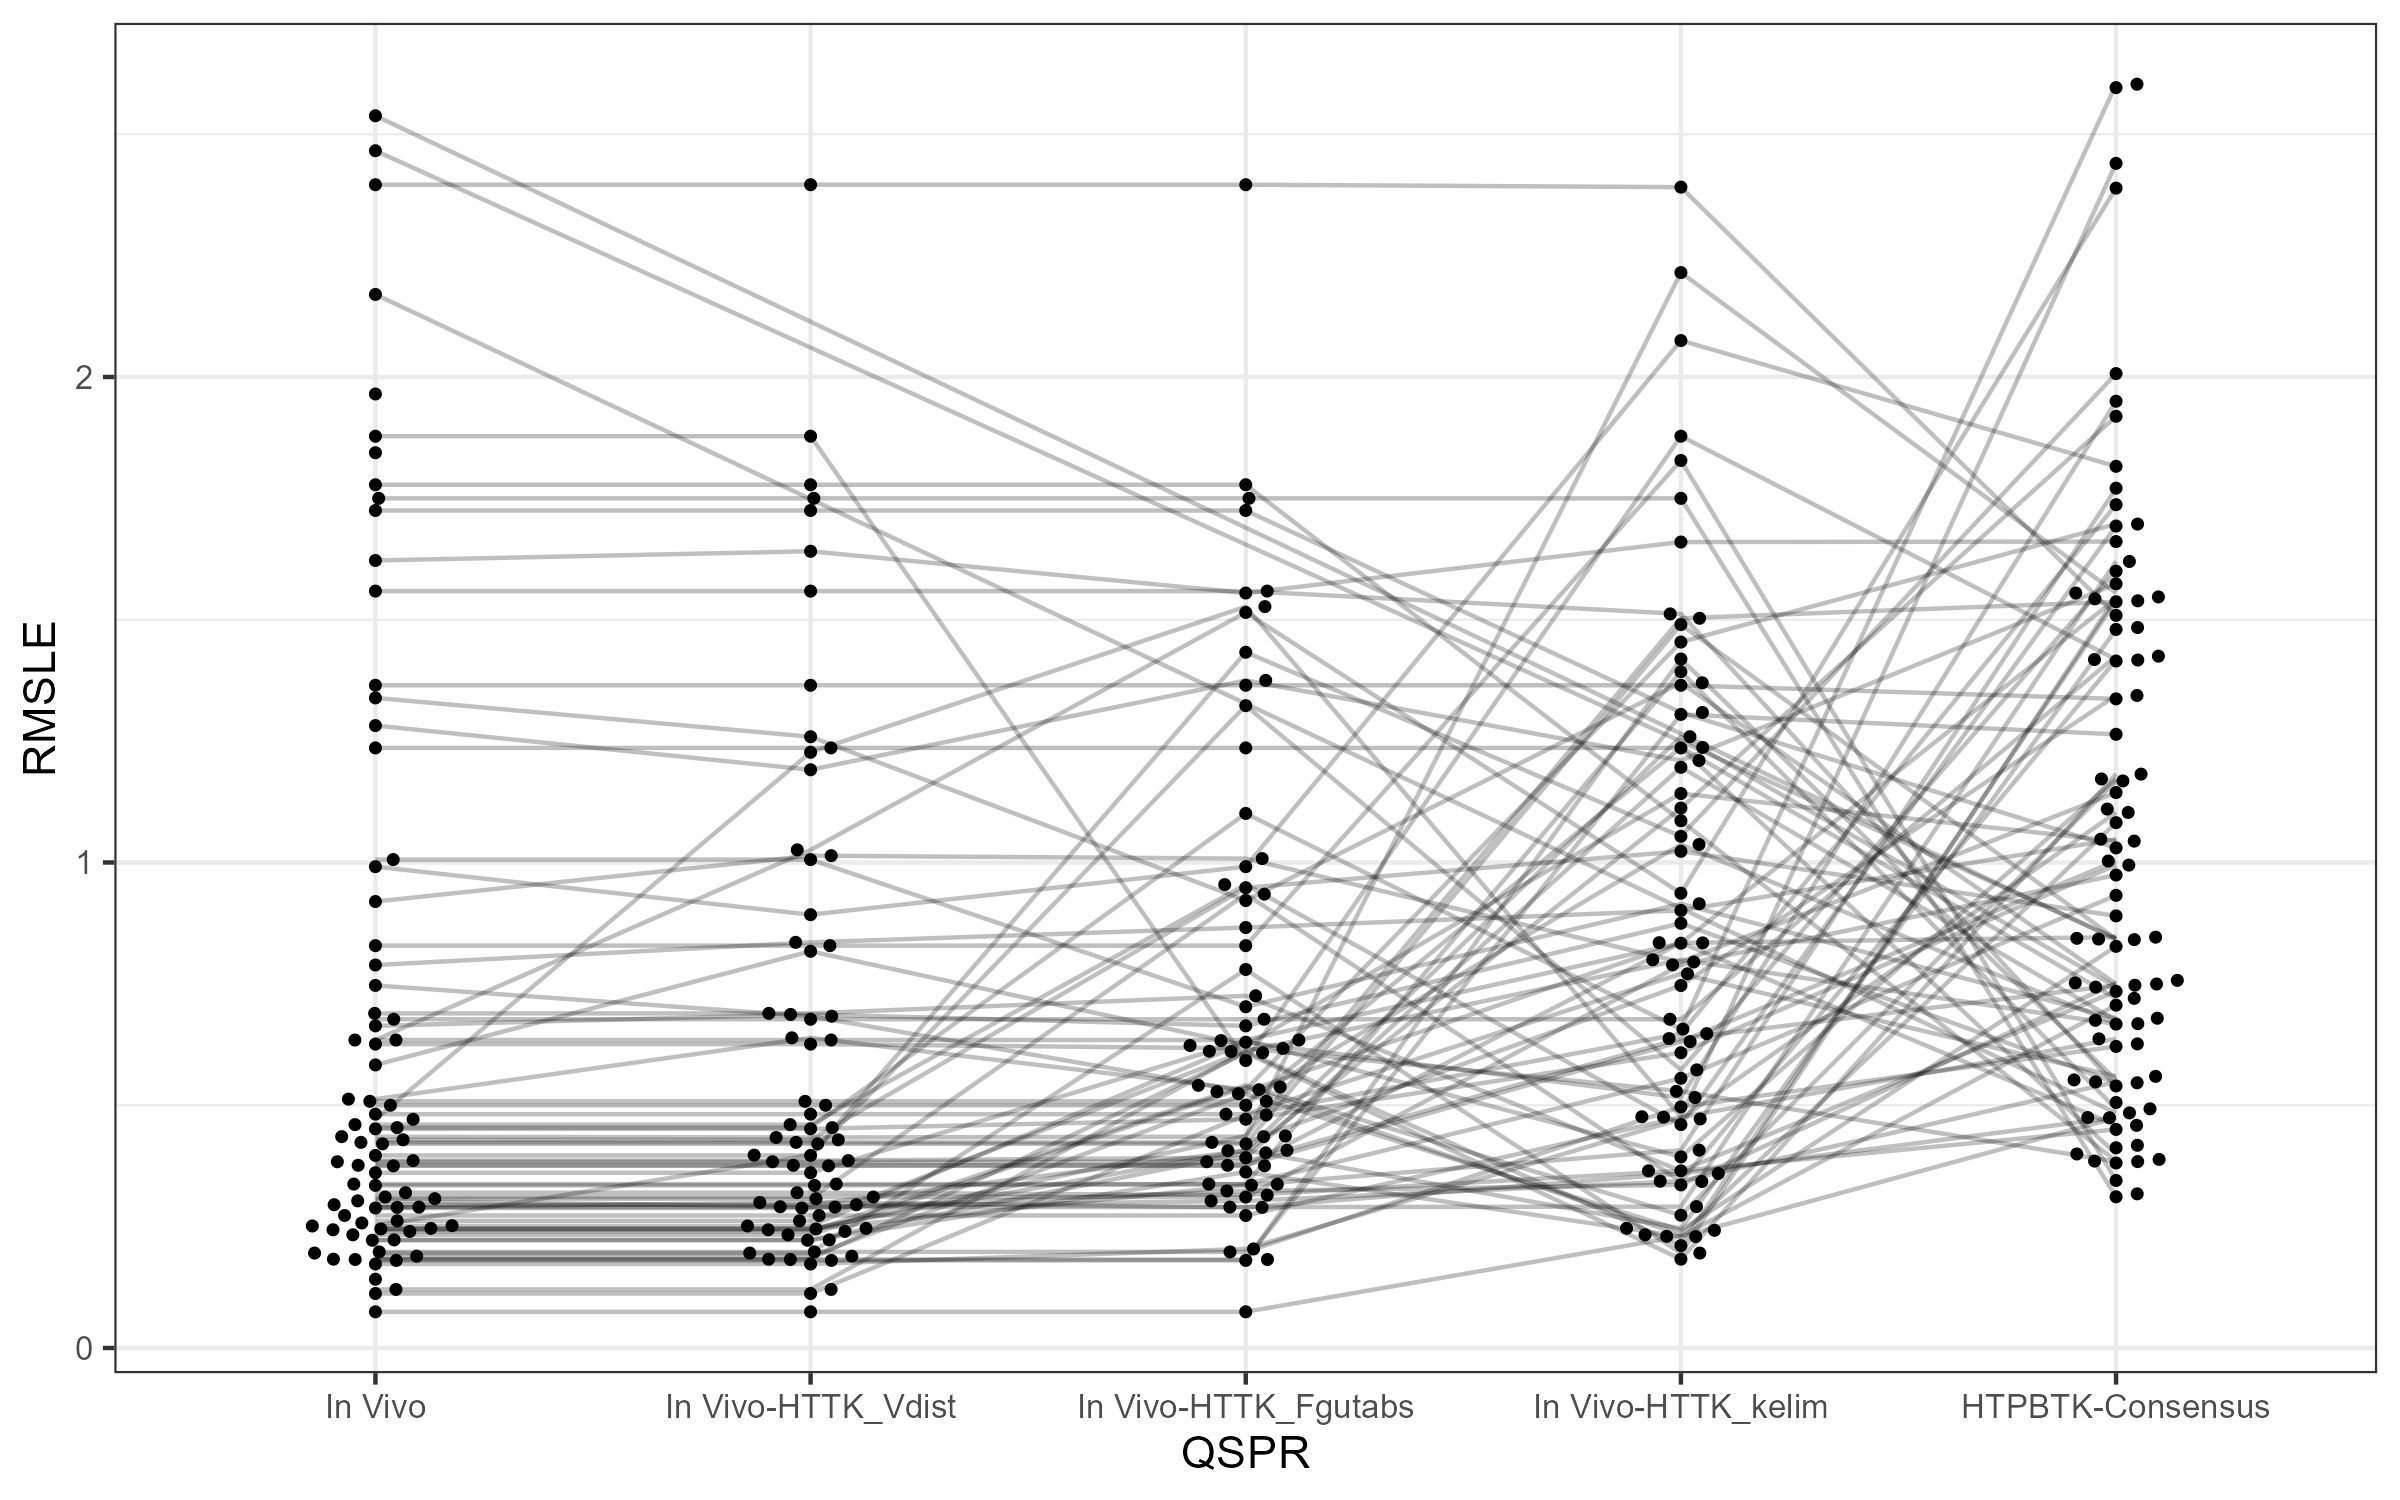 RMSLE
2
1
0
In Vivo
In Vivo-HTTK_Vdist
In Vivo-HTTK_Fgutabs
In Vivo-HTTK_kelim
HTPBTK-Consensus
QSPR